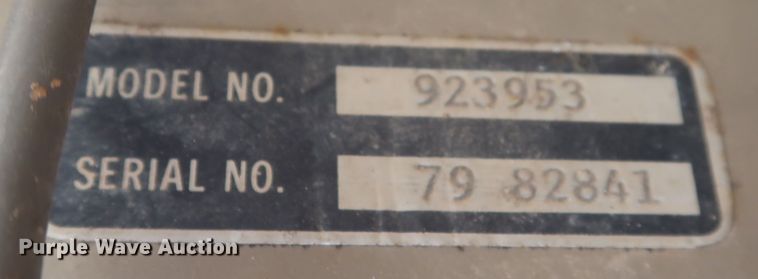 MODEL NO. 923953
SERIAL NO. 79 82841
Purple Wave Auction